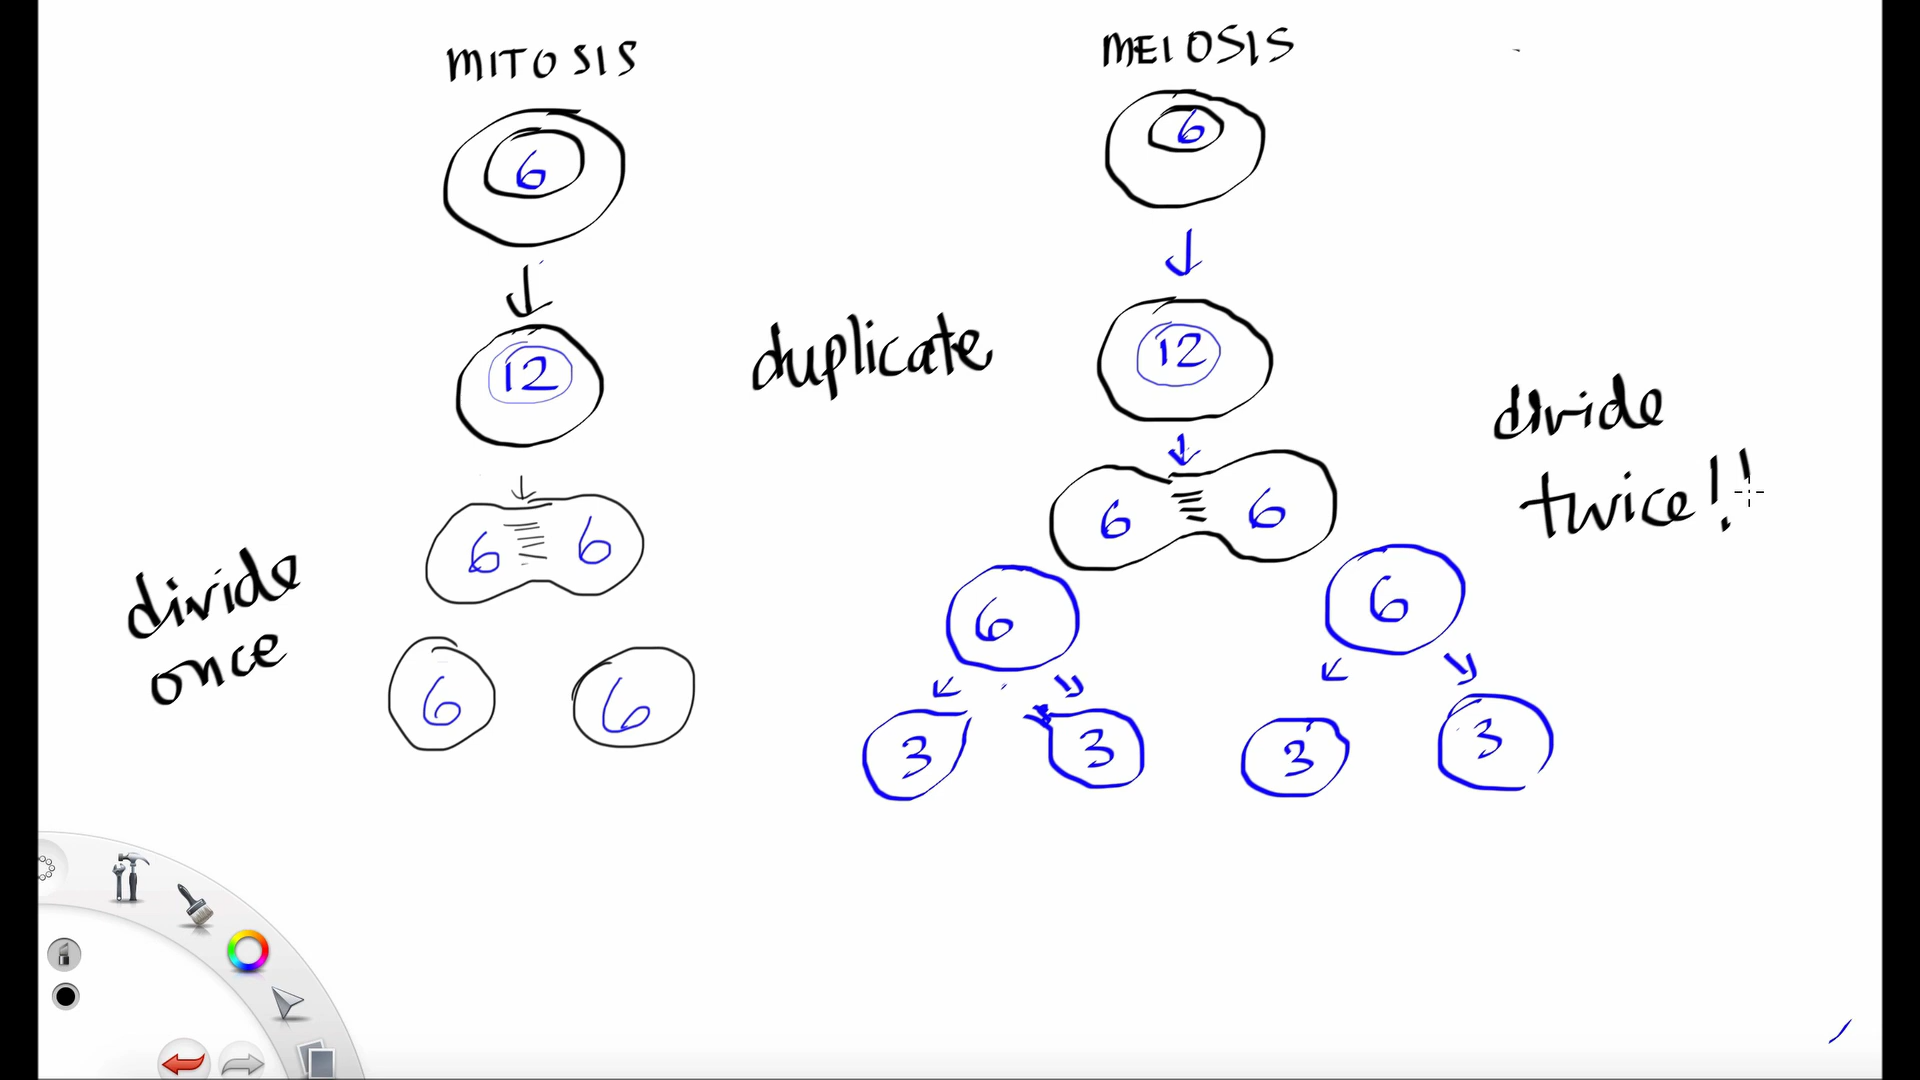 MITOSIS
MEIOSIS
6
6
12
duplicate
12
divide
twice!!
6 6
6 6
divide
once
6
6
6 6
3 3 3 3